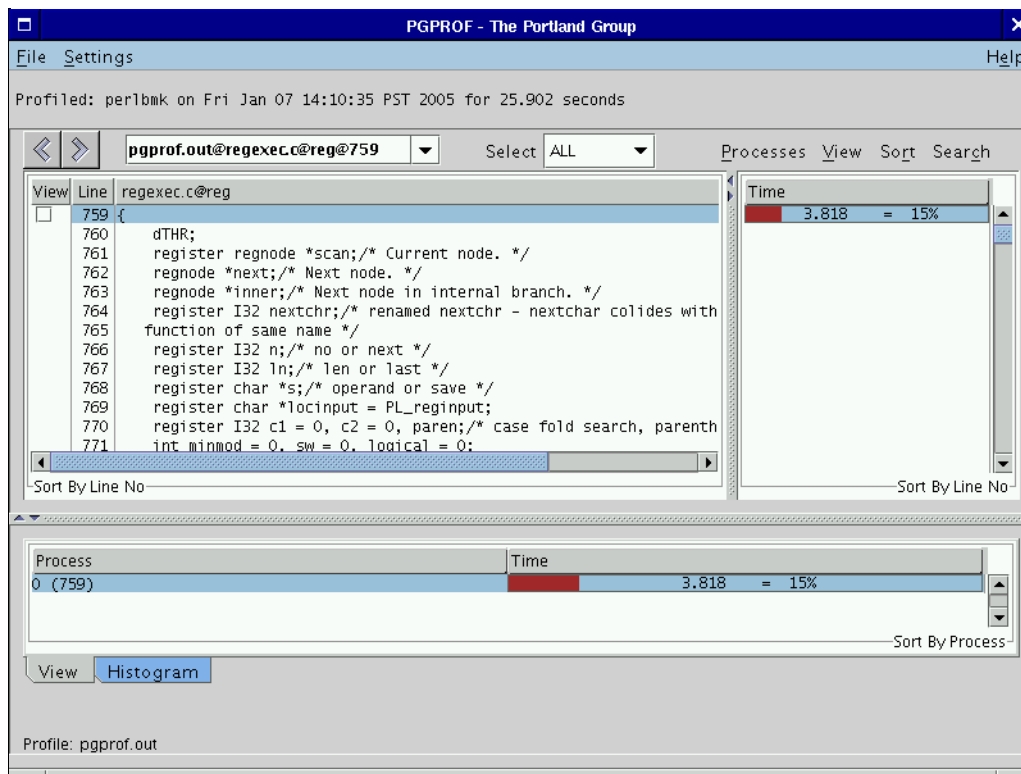 PGPROF - The Portland Group
File Settings Help
Profiled: perlbmk on Fri Jan 07 14:10:35 PST 2005 for 25.902 seconds
pgprof.out@regexec.c@reg@759 Select ALL Processes View Sort Search
View Line regexec.c@reg Time
759 { 3.818 = 15%
760 dTHR;
761 register regnode *scan;/* Current node. */
762 regnode *next;/* Next node. */
763 regnode *inner;/* Next node in internal branch. */
764 register I32 nextchr;/* renamed nextchr - nextchar colides with
765 function of same name */
766 register I32 n;/* no or next */
767 register I32 ln;/* len or last */
768 register char *s;/* operand or save */
769 register char *locinput = PL_reginput;
770 register I32 c1 = 0, c2 = 0, paren;/* case fold search, parenth
771 int minmod = 0, sw = 0, logical = 0;
Sort By Line No Sort By Line No
Process Time
0 (759) 3.818 = 15%
Sort By Process
View Histogram
Profile: pgprof.out